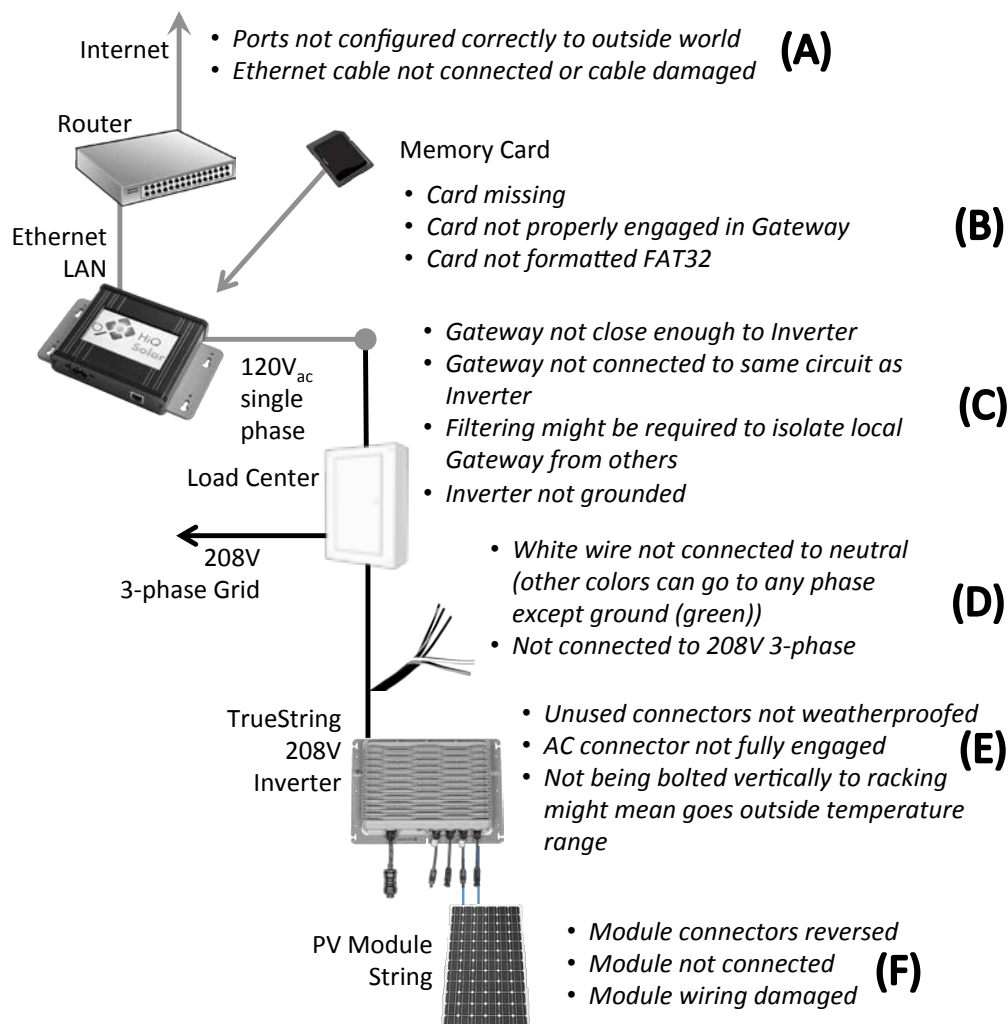 Internet
• Ports not configured correctly to outside world
• Ethernet cable not connected or cable damaged
(A)
Router
Memory Card
• Card missing
• Card not properly engaged in Gateway
• Card not formatted FAT32
(B)
Ethernet
LAN
HiQ
Solar
120Vac
single
phase
• Gateway not close enough to Inverter
• Gateway not connected to same circuit as
Inverter
• Filtering might be required to isolate local
Gateway from others
• Inverter not grounded
(C)
Load Center
208V
3-phase Grid
• White wire not connected to neutral
(other colors can go to any phase
except ground (green))
• Not connected to 208V 3-phase
(D)
TrueString
208V
Inverter
• Unused connectors not weatherproofed
• AC connector not fully engaged
• Not being bolted vertically to racking
might mean goes outside temperature
range
(E)
PV Module
String
• Module connectors reversed
• Module not connected
• Module wiring damaged
(F)